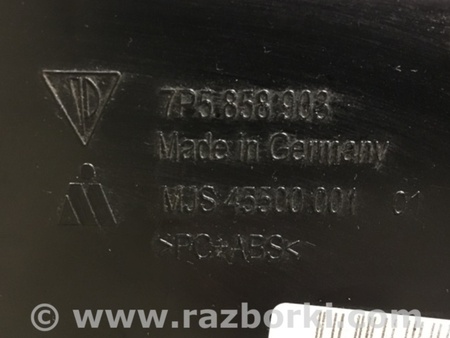 7P5.858.903
Made in Germany
MJS 45500 001 01
>PC+ABS<
© www.razborki.com